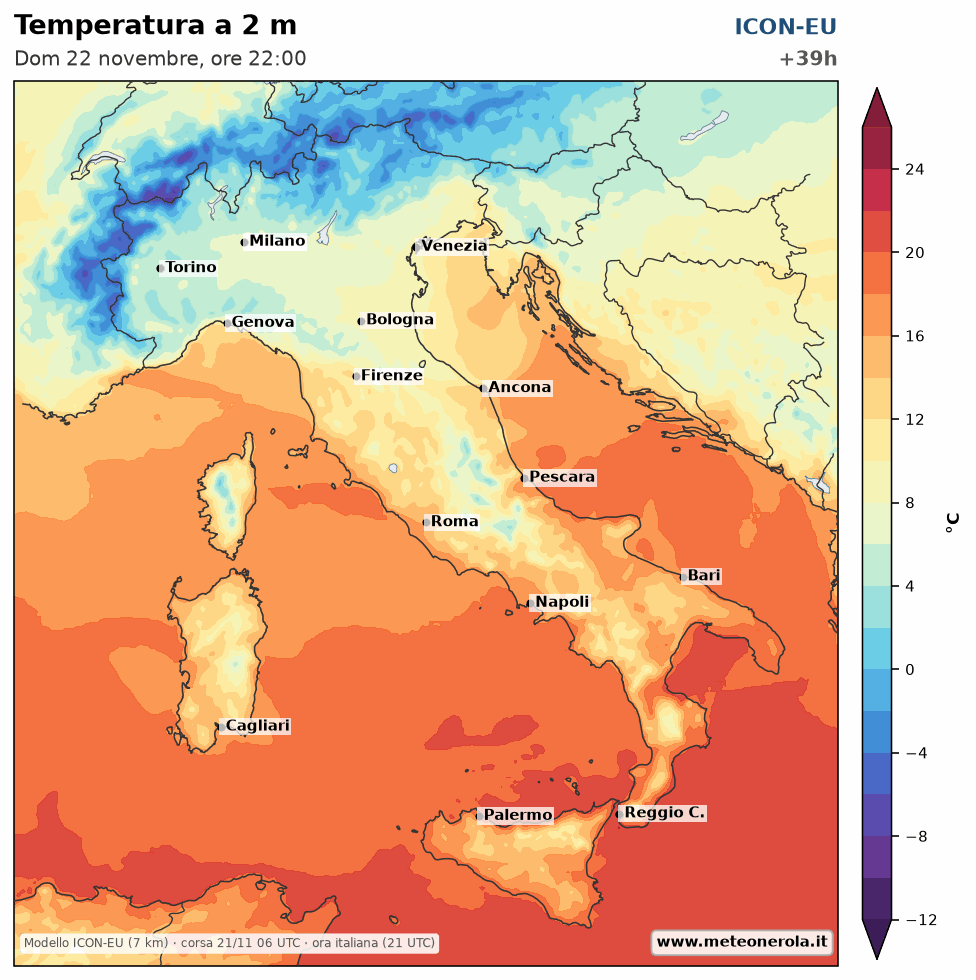 Temperatura a 2 m
ICON-EU
Dom 22 novembre, ore 22:00
+39h
Milano
Venezia
Torino
Genova
Bologna
Firenze
Ancona
Pescara
Roma
Bari
Napoli
Cagliari
Palermo
Reggio C.
24
20
16
12
8
4
0
−4
−8
−12
°C
Modello ICON-EU (7 km) · corsa 21/11 06 UTC · ora italiana (21 UTC)
www.meteonerola.it